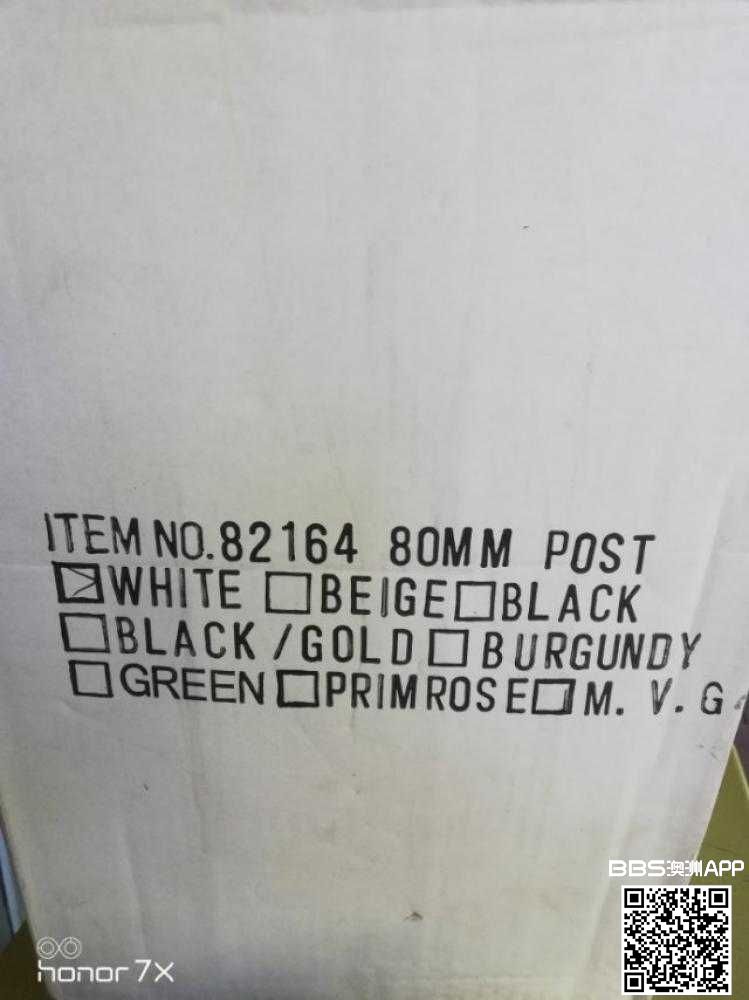 ITEM NO.82164 80MM POST
WHITE BEIGE BLACK
BLACK/GOLD BURGUNDY
GREEN PRIMROSE M. V. G
BBS澳洲APP
honor 7X